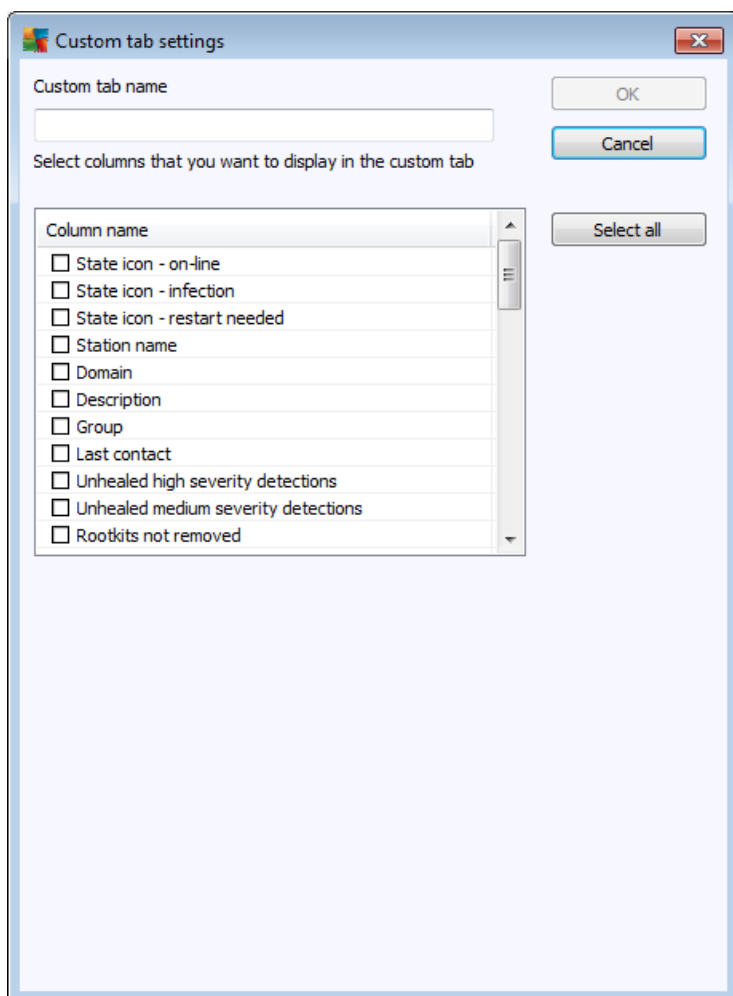 Custom tab settings
Custom tab name
OK
Cancel
Select columns that you want to display in the custom tab
Select all
Column name
State icon - on-line
State icon - infection
State icon - restart needed
Station name
Domain
Description
Group
Last contact
Unhealed high severity detections
Unhealed medium severity detections
Rootkits not removed